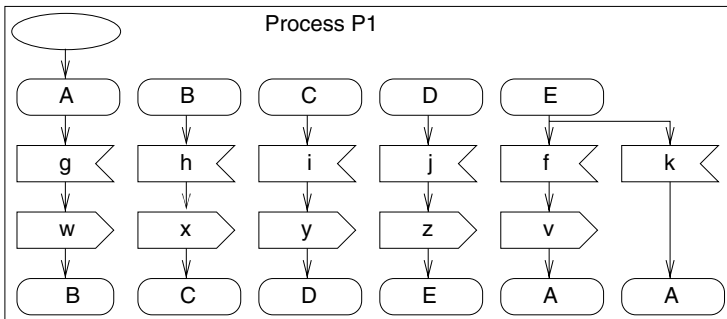 Process P1
A B C D E
g h i j f k
w x y z v
B C D E A A